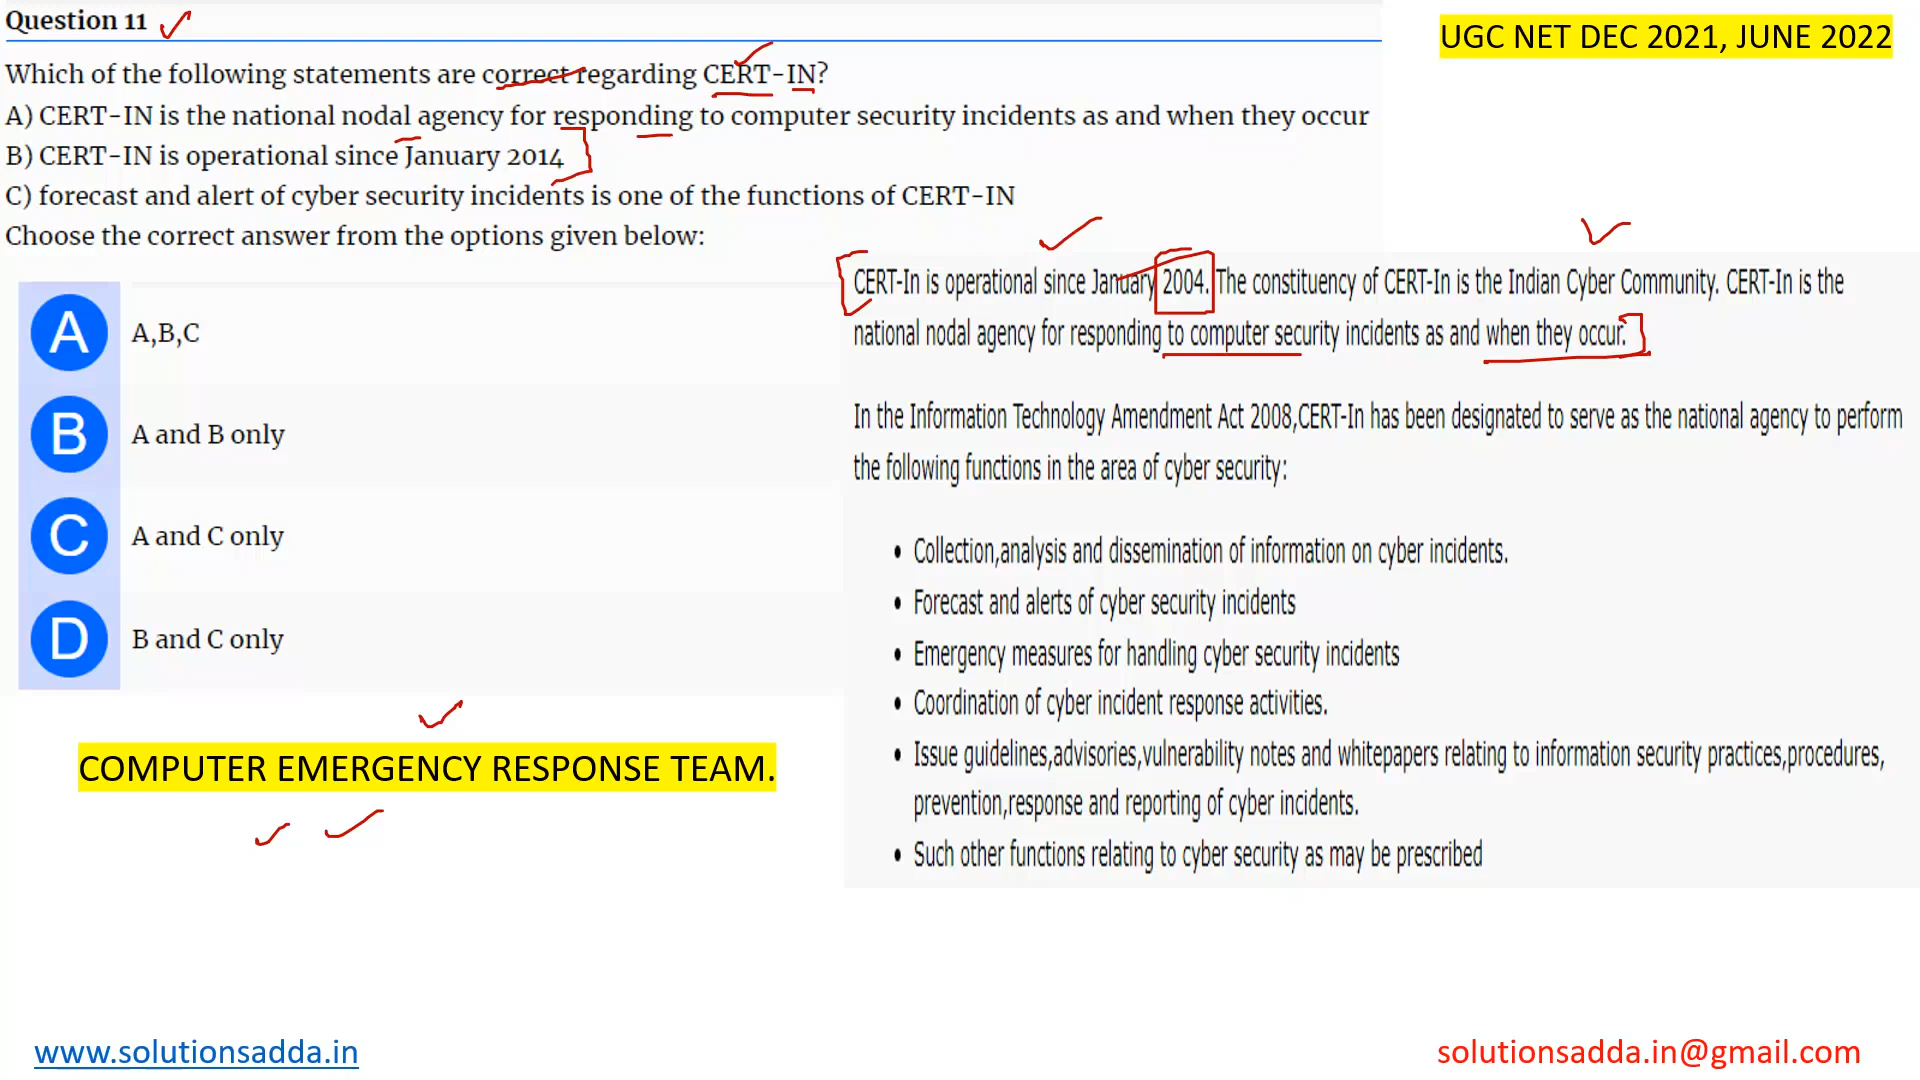 Question 11
UGC NET DEC 2021, JUNE 2022
Which of the following statements are correct regarding CERT-IN?
A) CERT-IN is the national nodal agency for responding to computer security incidents as and when they occur
B) CERT-IN is operational since January 2014
C) forecast and alert of cyber security incidents is one of the functions of CERT-IN
Choose the correct answer from the options given below:
A A,B,C
B A and B only
C A and C only
D B and C only
CERT-In is operational since January 2004. The constituency of CERT-In is the Indian Cyber Community. CERT-In is the
national nodal agency for responding to computer security incidents as and when they occur.
In the Information Technology Amendment Act 2008,CERT-In has been designated to serve as the national agency to perform
the following functions in the area of cyber security:
• Collection,analysis and dissemination of information on cyber incidents.
• Forecast and alerts of cyber security incidents
• Emergency measures for handling cyber security incidents
• Coordination of cyber incident response activities.
• Issue guidelines,advisories,vulnerability notes and whitepapers relating to information security practices,procedures,
prevention,response and reporting of cyber incidents.
• Such other functions relating to cyber security as may be prescribed
COMPUTER EMERGENCY RESPONSE TEAM.
www.solutionsadda.in
solutionsadda.in@gmail.com